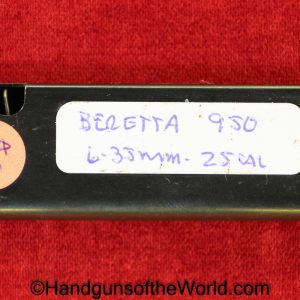 BERETTA 950
6.35mm - 25CAL
©HandgunsoftheWorld.com